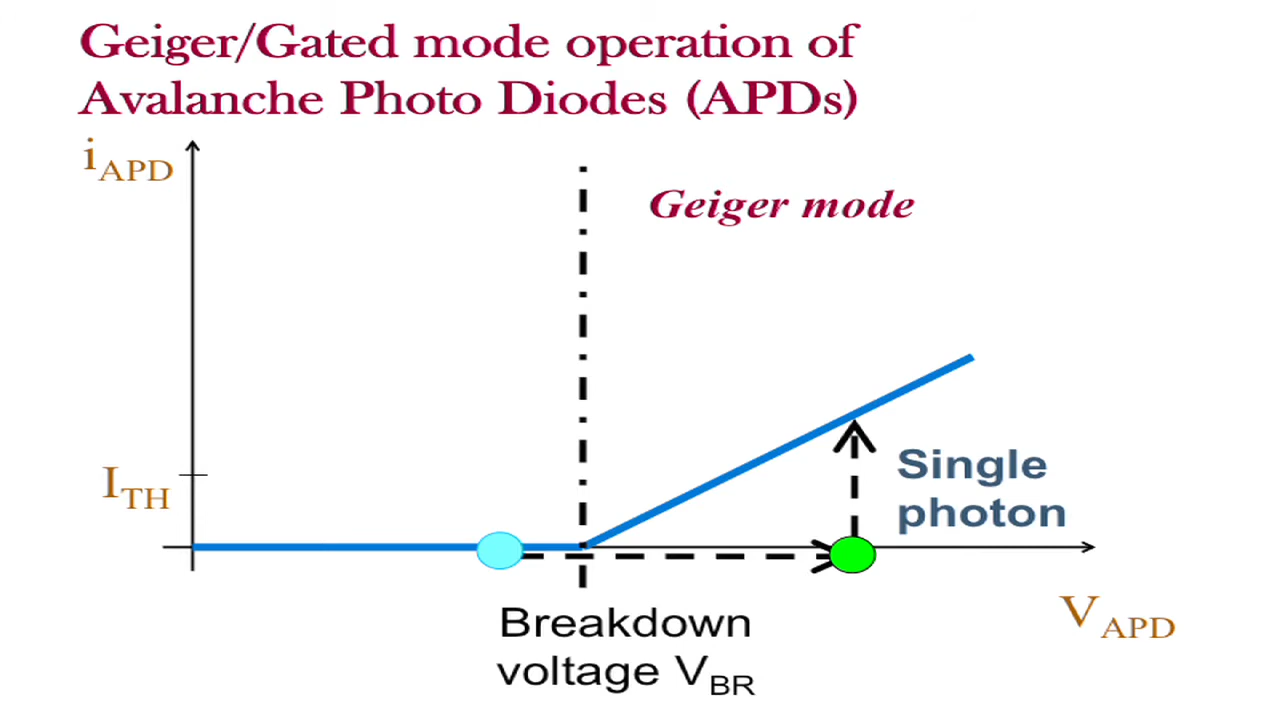 Geiger/Gated mode operation of
Avalanche Photo Diodes (APDs)
iAPD
Geiger mode
ITH
Single
photon
VAPD
Breakdown
voltage VBR